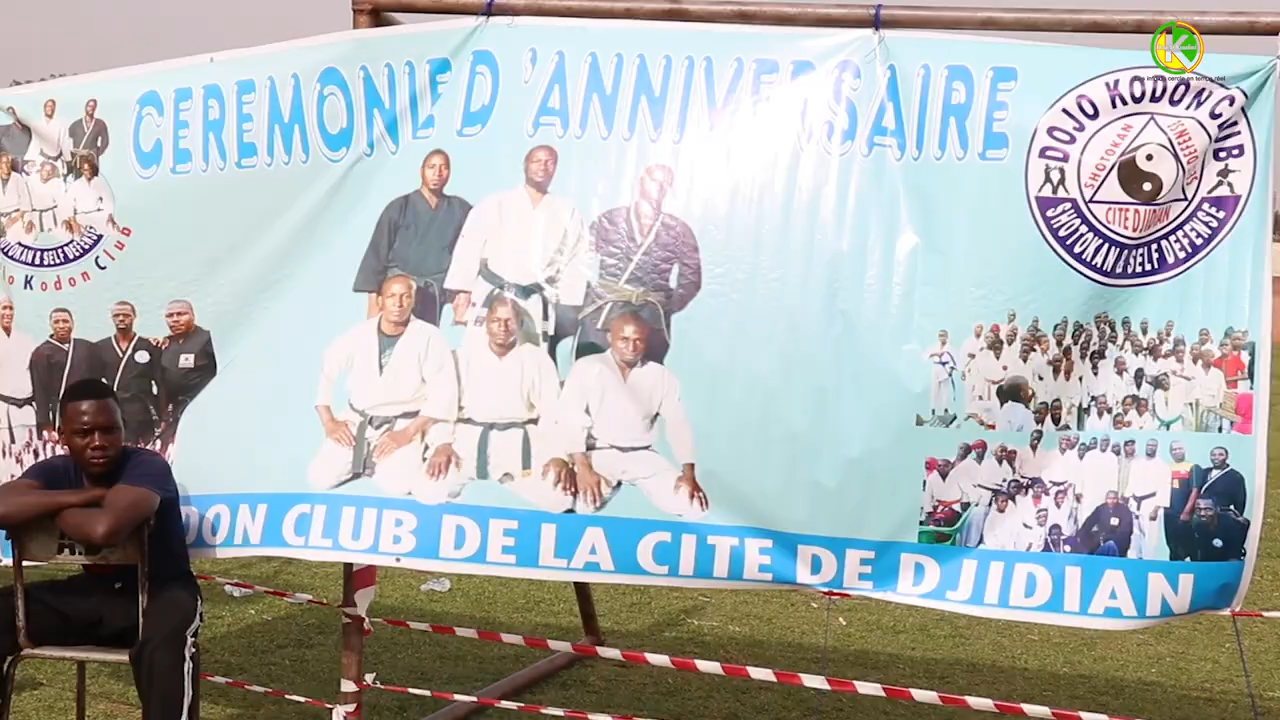 CEREMONIE D 'ANNIVERSAIRE
DOJO KODON CLUB
SHOTOKAN
SELF DEFENSE
CITE DJIDIAN
SHOTOKAN & SELF DEFENSE
K
SHOTOKAN & SELF DEFENSE
Kodon Club
DON CLUB DE LA CITE DE DJIDIAN